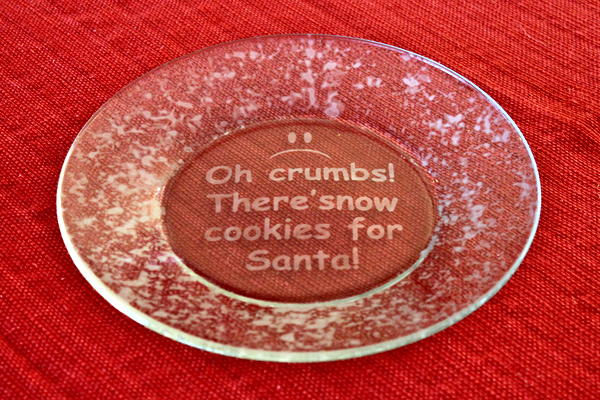 Oh crumbs!
There'snow
cookies for
Santa!